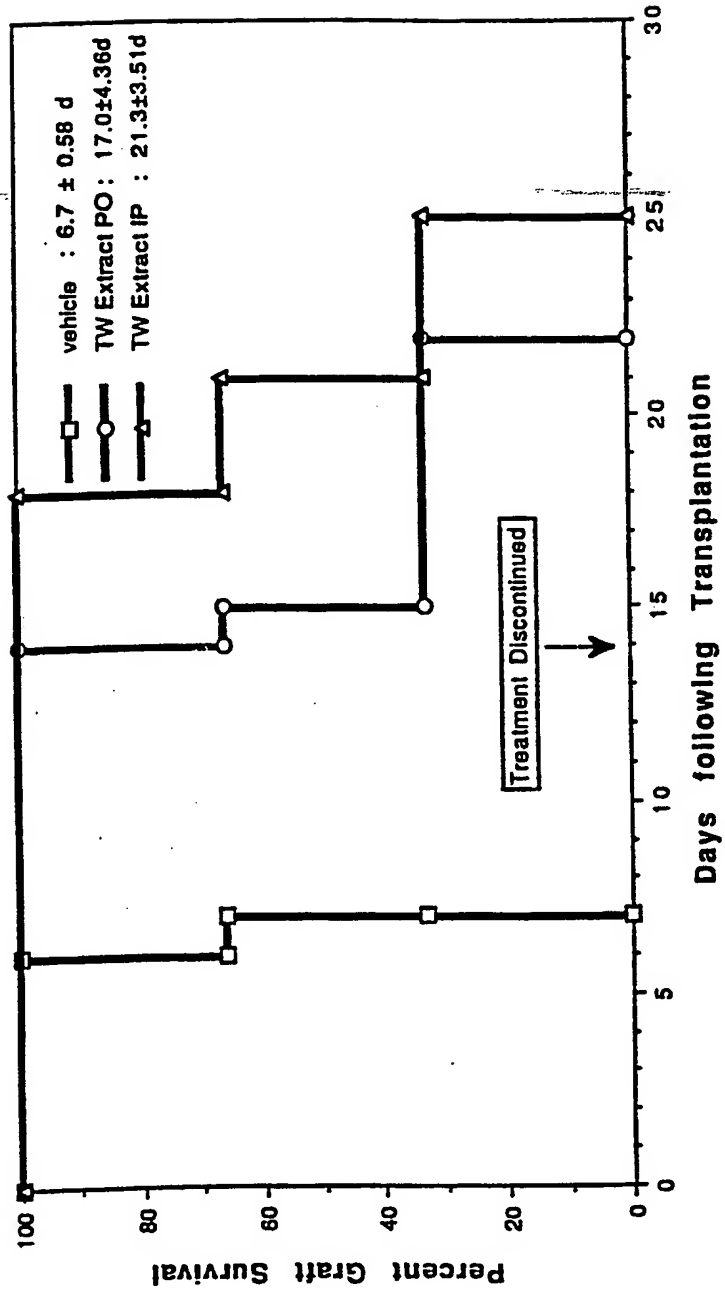 Percent Graft Survival
100
80
60
40
20
0
vehicle : 6.7 ± 0.58 d
TW Extract PO : 17.0±4.36d
TW Extract IP : 21.3±3.51d
Treatment Discontinued
0
5
10
15
20
25
30
Days following Transplantation